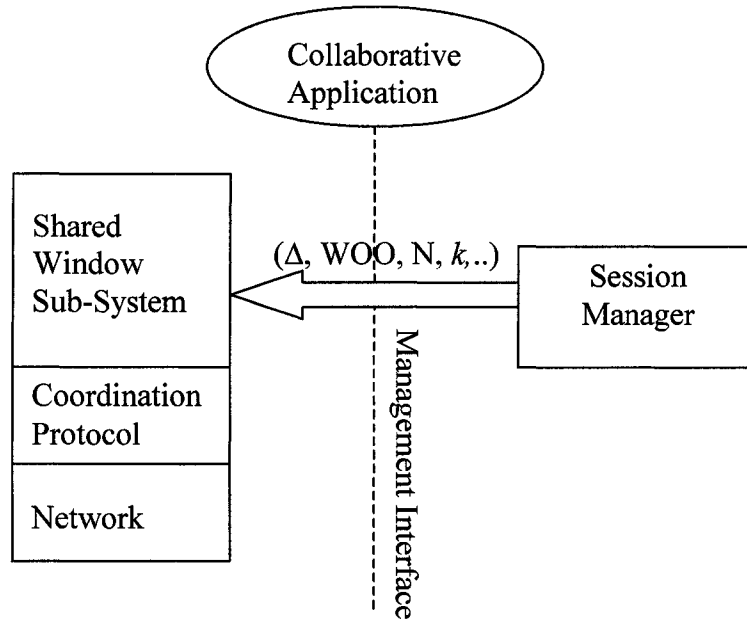 Collaborative
Application
Shared
Window
Sub-System
(Δ, WOO, N, k,..)
Session
Manager
Management Interface
Coordination
Protocol
Network